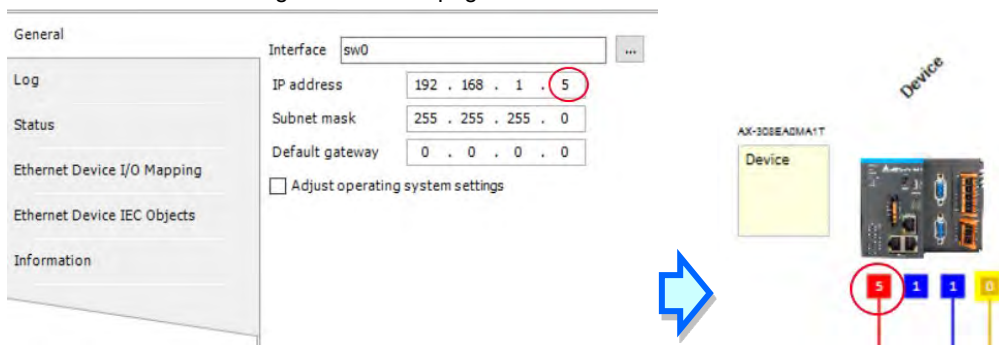 General
Log
Status
Ethernet Device I/O Mapping
Ethernet Device IEC Objects
Information
Interface sw0 ...
IP address 192 . 168 . 1 . 5
Subnet mask 255 . 255 . 255 . 0
Default gateway 0 . 0 . 0 . 0
Adjust operating system settings
Device
AX-308EA0MA1T
Device
5 1 1 0